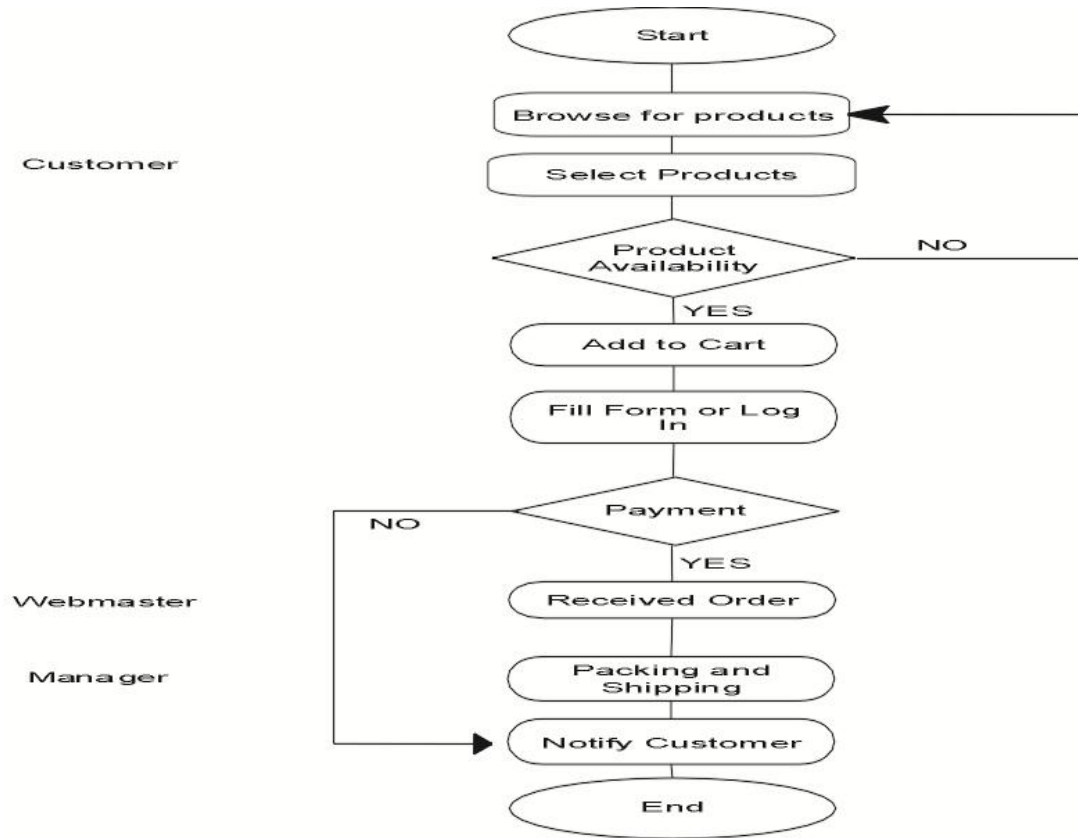 Start
Browse for products
Customer
Select Products
Product
Availability
NO
YES
Add to Cart
Fill Form or Log
In
Payment
NO
YES
Webmaster
Received Order
Manager
Packing and
Shipping
Notify Customer
End